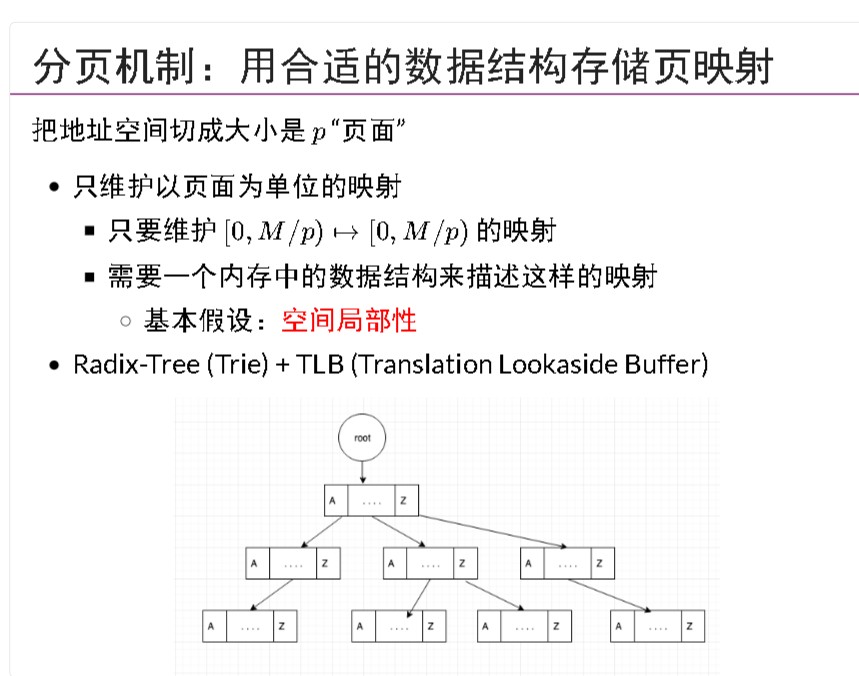 分页机制：用合适的数据结构存储页映射
把地址空间切成大小是 p “页面”
• 只维护以页面为单位的映射
▪ 只要维护 [0, M/p) ↦ [0, M/p) 的映射
▪ 需要一个内存中的数据结构来描述这样的映射
○ 基本假设：空间局部性
• Radix-Tree (Trie) + TLB (Translation Lookaside Buffer)
root
A .... Z
A .... Z A .... Z A .... Z
A .... Z A .... Z A .... Z A .... Z